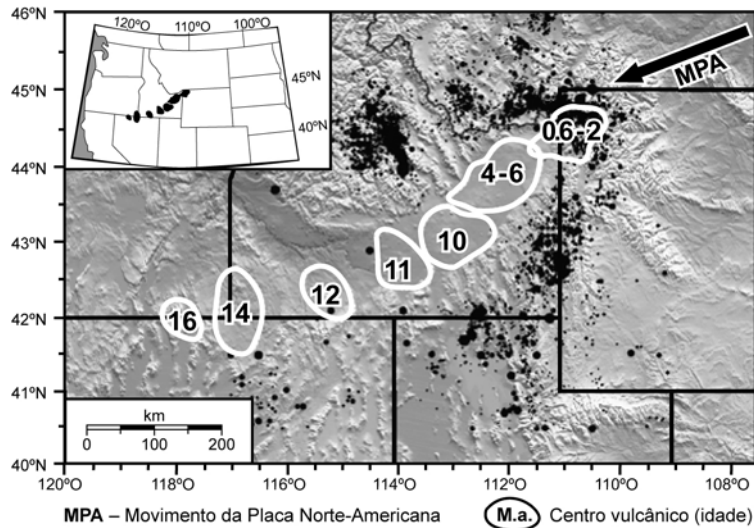 120ºO
110ºO
100ºO
45ºN
40ºN
46ºN
45ºN
44ºN
43ºN
42ºN
41ºN
40ºN
MPA
06-2
4-6
10
11
12
14
16
km
0 100 200
120ºO 118ºO 116ºO 114ºO 112ºO 110ºO 108ºO
MPA – Movimento da Placa Norte-Americana M.a. Centro vulcânico (idade)